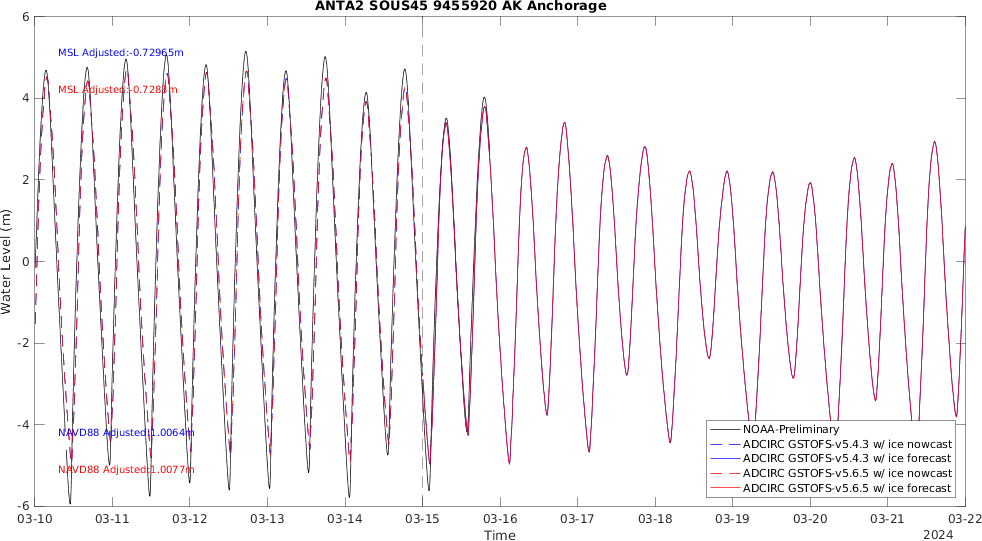 ANTA2 SOUS45 9455920 AK Anchorage
6
MSL Adjusted:-0.72965m
MSL Adjusted:-0.7283m
4
2
0
-2
-4
-6
Water Level (m)
NAVD88 Adjusted:1.0064m
NAVD88 Adjusted:1.0077m
NOAA-Preliminary
ADCIRC GSTOFS-v5.4.3 w/ ice nowcast
ADCIRC GSTOFS-v5.4.3 w/ ice forecast
ADCIRC GSTOFS-v5.6.5 w/ ice nowcast
ADCIRC GSTOFS-v5.6.5 w/ ice forecast
03-10 03-11 03-12 03-13 03-14 03-15 03-16 03-17 03-18 03-19 03-20 03-21 03-22
Time
2024